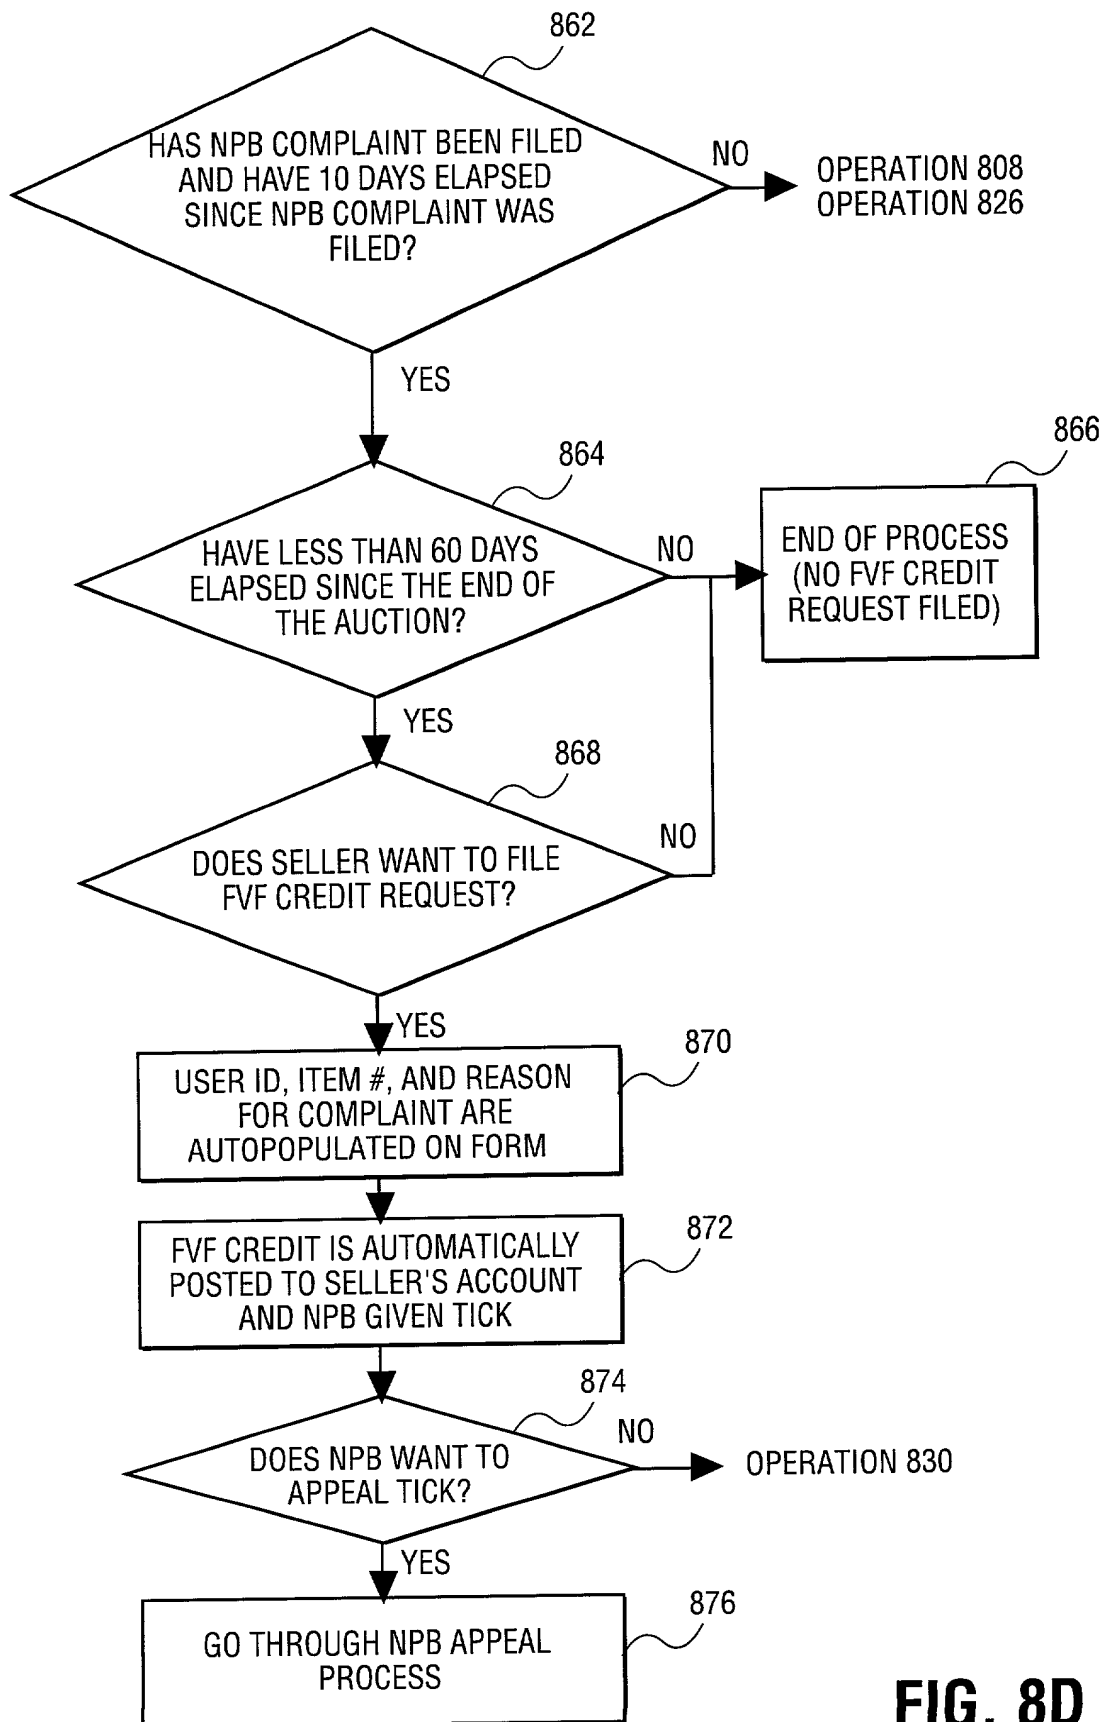 862
HAS NPB COMPLAINT BEEN FILED
AND HAVE 10 DAYS ELAPSED
SINCE NPB COMPLAINT WAS
FILED?
NO
OPERATION 808
OPERATION 826
YES
864
HAVE LESS THAN 60 DAYS
ELAPSED SINCE THE END OF
THE AUCTION?
NO
866
END OF PROCESS
(NO FVF CREDIT
REQUEST FILED)
YES
868
DOES SELLER WANT TO FILE
FVF CREDIT REQUEST?
NO
YES
870
USER ID, ITEM #, AND REASON
FOR COMPLAINT ARE
AUTOPOPULATED ON FORM
872
FVF CREDIT IS AUTOMATICALLY
POSTED TO SELLER'S ACCOUNT
AND NPB GIVEN TICK
874
DOES NPB WANT TO
APPEAL TICK?
NO
OPERATION 830
YES
876
GO THROUGH NPB APPEAL
PROCESS
FIG. 8D